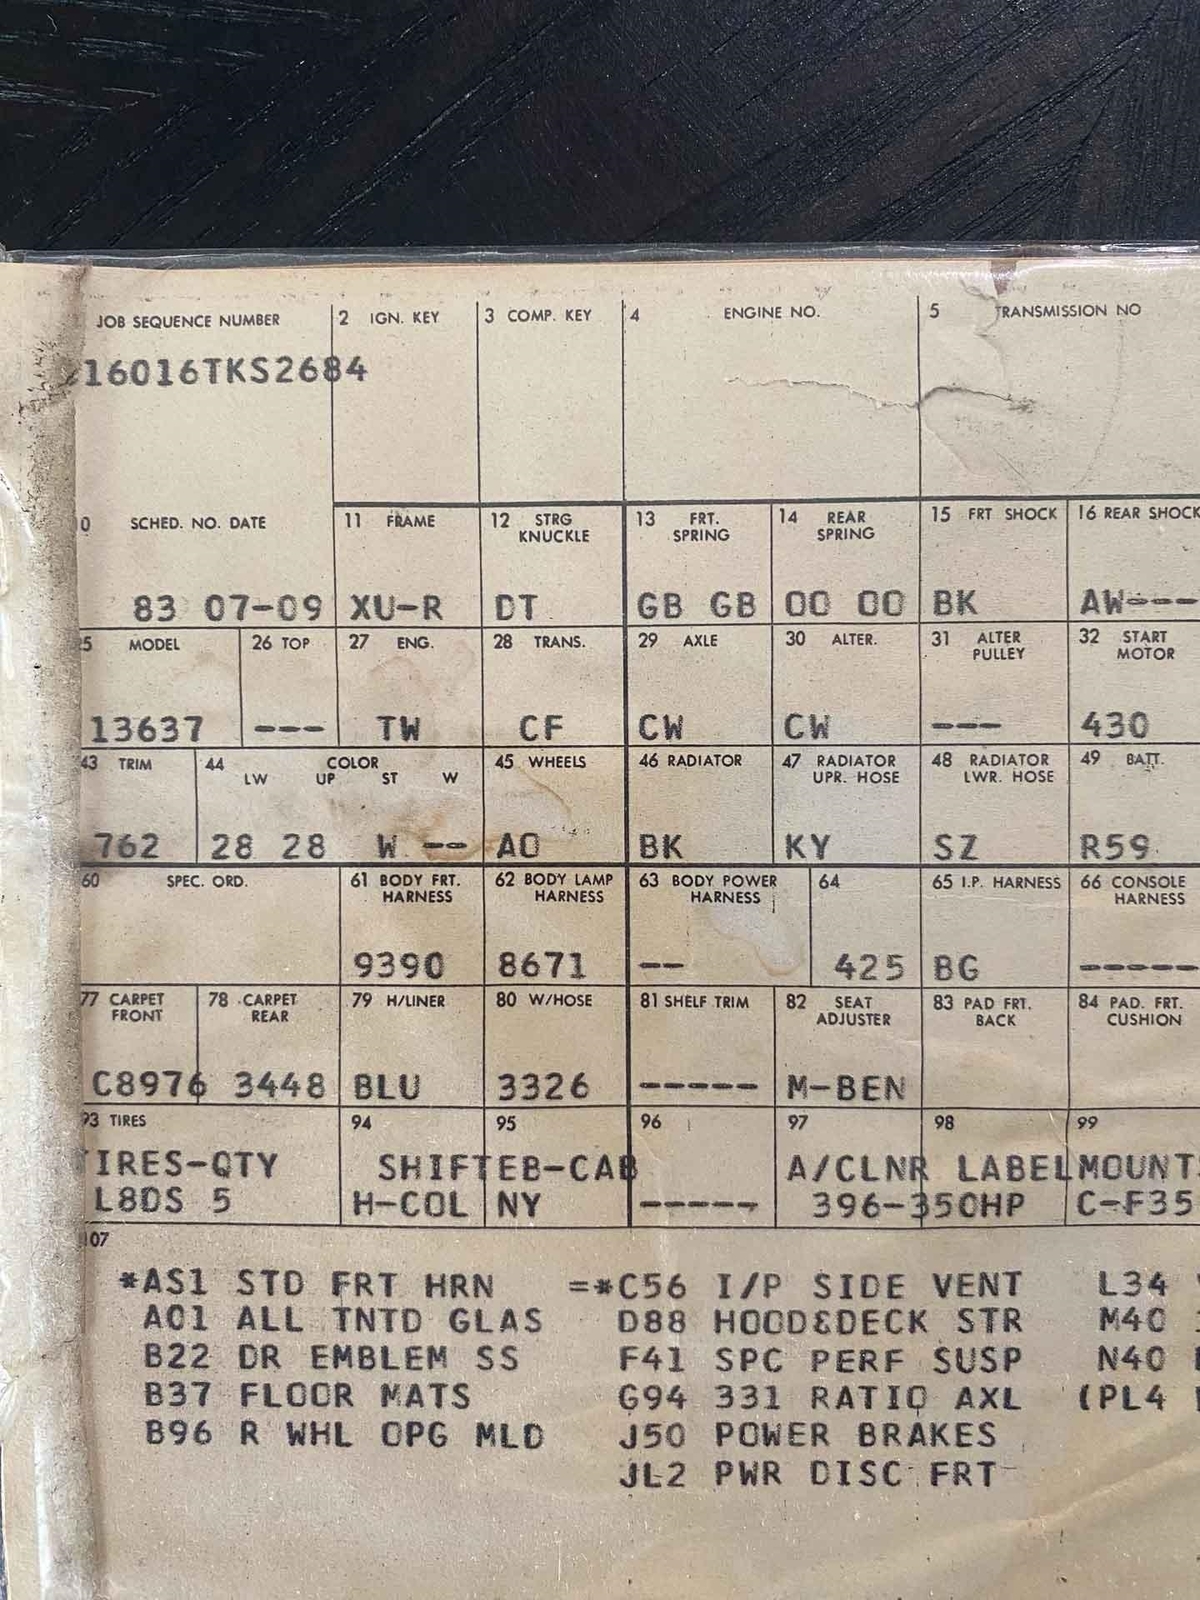 JOB SEQUENCE NUMBER 2 IGN. KEY 3 COMP. KEY 4 ENGINE NO. 5 TRANSMISSION NO
16016TKS2684
0 SCHED. NO. DATE 11 FRAME 12 STRG KNUCKLE 13 FRT. SPRING 14 REAR SPRING 15 FRT SHOCK 16 REAR SHOCK
83 07-09 XU-R DT GB GB 00 00 BK AW---
5 MODEL 26 TOP 27 ENG. 28 TRANS. 29 AXLE 30 ALTER. 31 ALTER PULLEY 32 START MOTOR
13637 --- TW CF CW CW --- 430
43 TRIM 44 COLOR LW UP ST W 45 WHEELS 46 RADIATOR 47 RADIATOR UPR. HOSE 48 RADIATOR LWR. HOSE 49 BATT.
762 28 28 W -- AO BK KY SZ R59
60 SPEC. ORD. 61 BODY FRT. HARNESS 62 BODY LAMP HARNESS 63 BODY POWER HARNESS 64 65 I.P. HARNESS 66 CONSOLE HARNESS
9390 8671 -- 425 BG -----
77 CARPET FRONT 78 CARPET REAR 79 H/LINER 80 W/HOSE 81 SHELF TRIM 82 SEAT ADJUSTER 83 PAD FRT. BACK 84 PAD. FRT. CUSHION
C8976 3448 BLU 3326 ----- M-BEN
93 TIRES 94 95 96 97 98 99
TIRES-QTY SHIFTEB-CAB A/CLNR LABEL MOUNTS
L8DS 5 H-COL NY ----- 396-350HP C-F35
107
*AS1 STD FRT HRN =*C56 I/P SIDE VENT L34
A01 ALL TNTD GLAS D88 HOOD&DECK STR M40
B22 DR EMBLEM SS F41 SPC PERF SUSP N40
B37 FLOOR MATS G94 331 RATIO AXL (PL4
B96 R WHL OPG MLD J50 POWER BRAKES
JL2 PWR DISC FRT